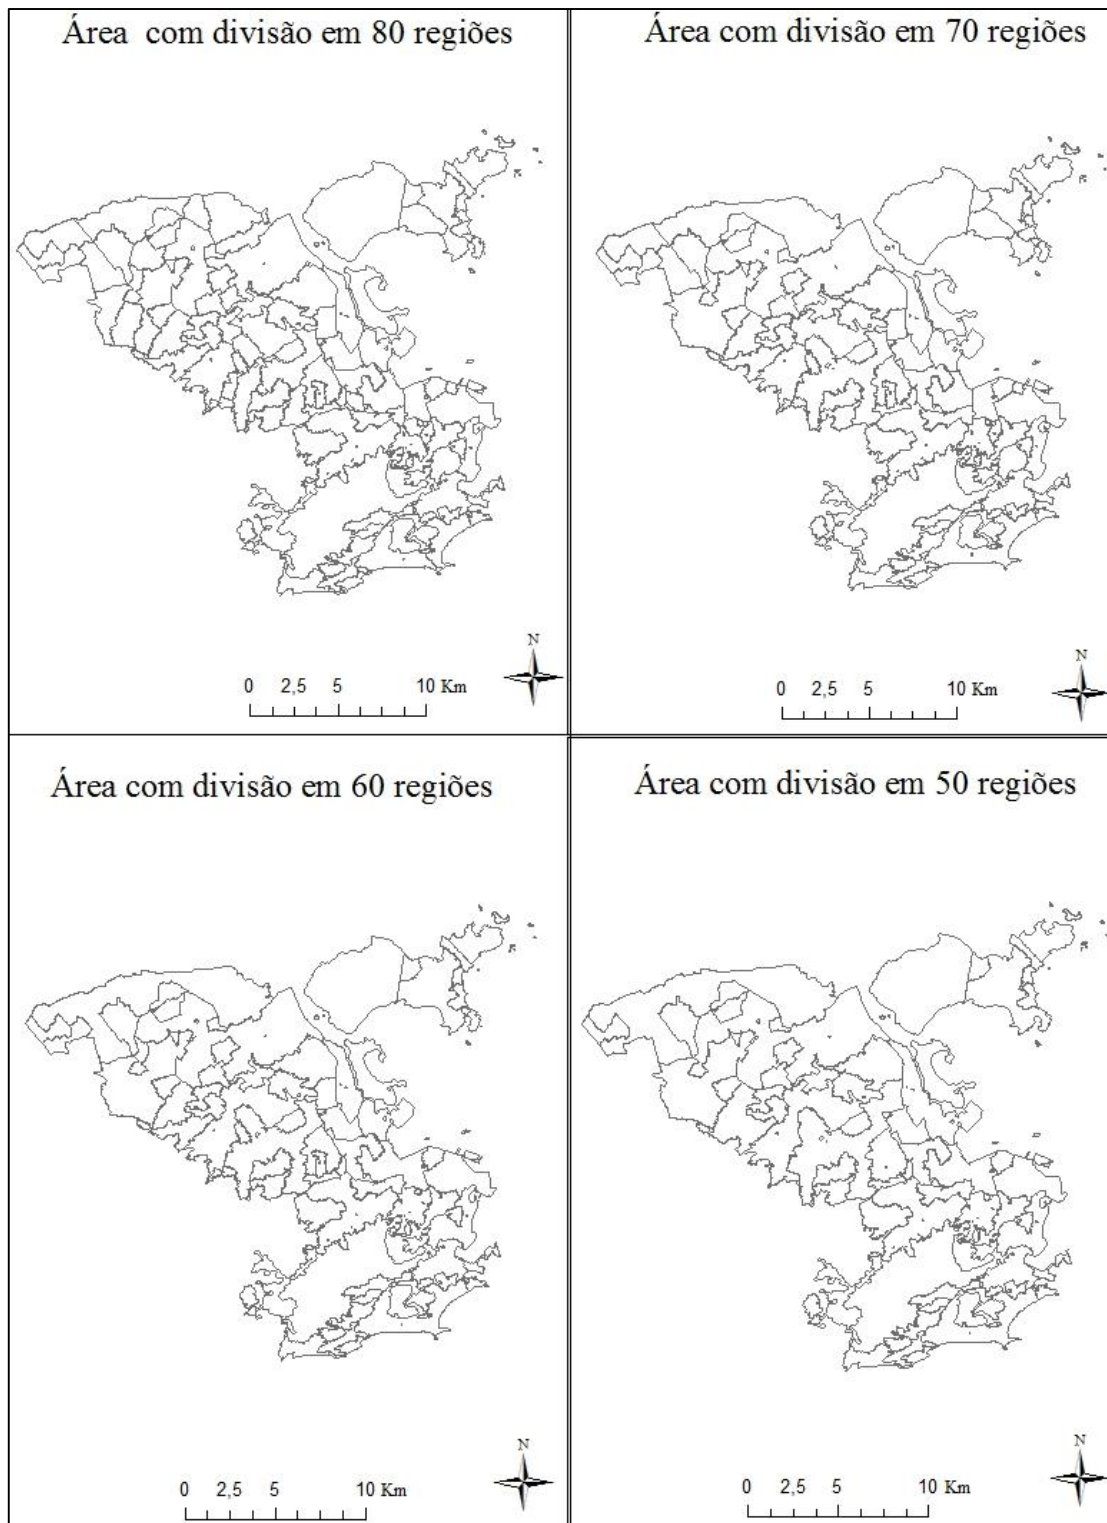 Área com divisão em 80 regiões
Área com divisão em 70 regiões
N
0 2,5 5 10 Km
N
0 2,5 5 10 Km
Área com divisão em 60 regiões
Área com divisão em 50 regiões
N
0 2,5 5 10 Km
N
0 2,5 5 10 Km